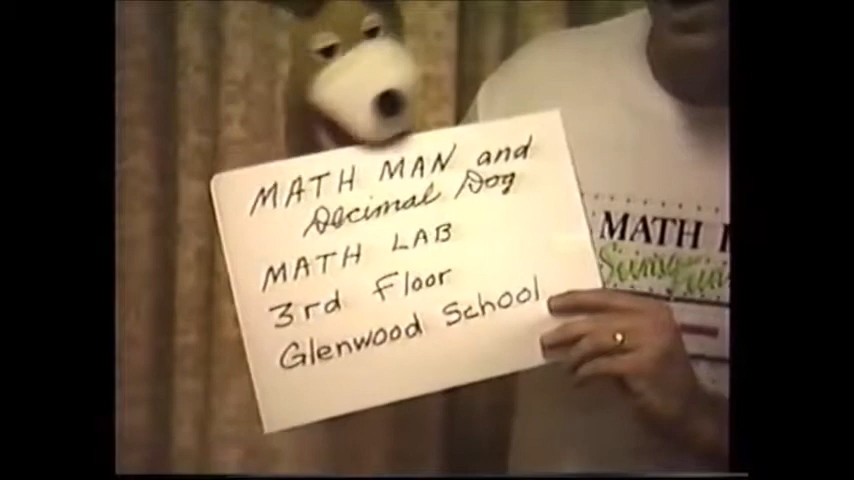 MATH MAN and
Decimal Dog
MATH LAB
3rd Floor
Glenwood School
MATH